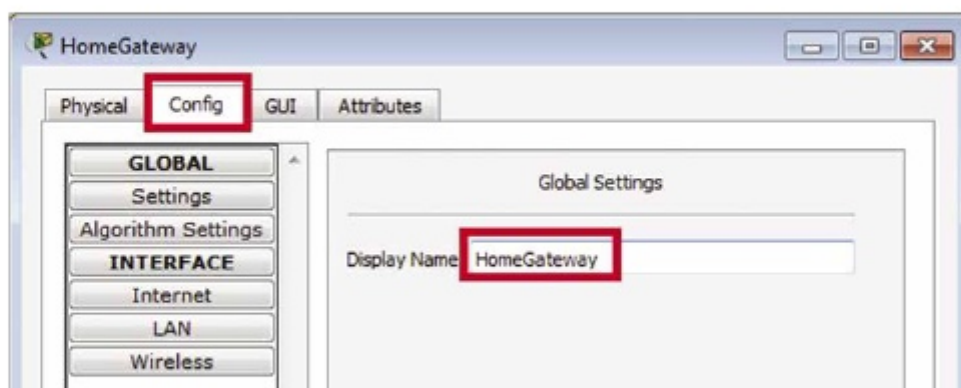 HomeGateway
Physical Config GUI Attributes
GLOBAL
Settings
Algorithm Settings
INTERFACE
Internet
LAN
Wireless
Global Settings
Display Name HomeGateway